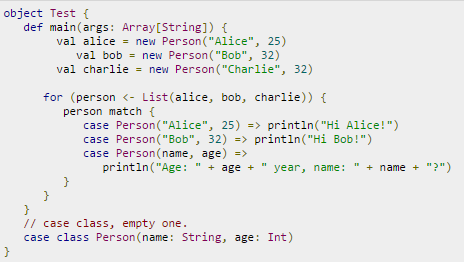 object Test {
   def main(args: Array[String]) {
        val alice = new Person("Alice", 25)
           val bob = new Person("Bob", 32)
        val charlie = new Person("Charlie", 32)

      for (person <- List(alice, bob, charlie)) {
         person match {
            case Person("Alice", 25) => println("Hi Alice!")
            case Person("Bob", 32) => println("Hi Bob!")
            case Person(name, age) =>
               println("Age: " + age + " year, name: " + name + "?")
         }
      }
   }
   // case class, empty one.
   case class Person(name: String, age: Int)
}